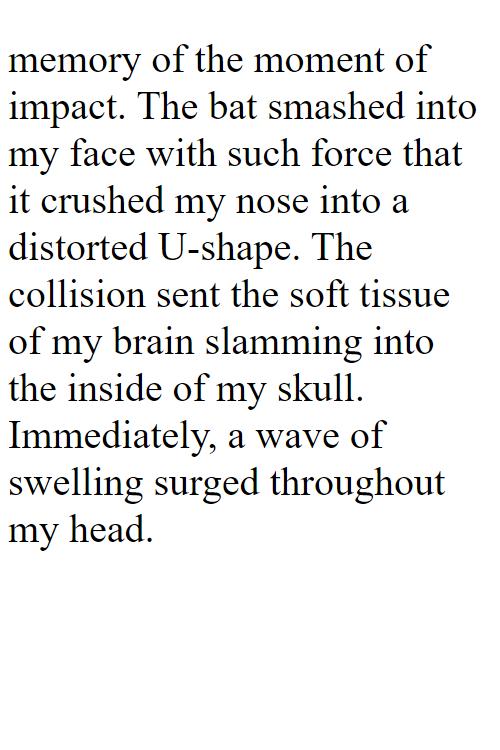 memory of the moment of
impact. The bat smashed into
my face with such force that
it crushed my nose into a
distorted U-shape. The
collision sent the soft tissue
of my brain slamming into
the inside of my skull.
Immediately, a wave of
swelling surged throughout
my head.